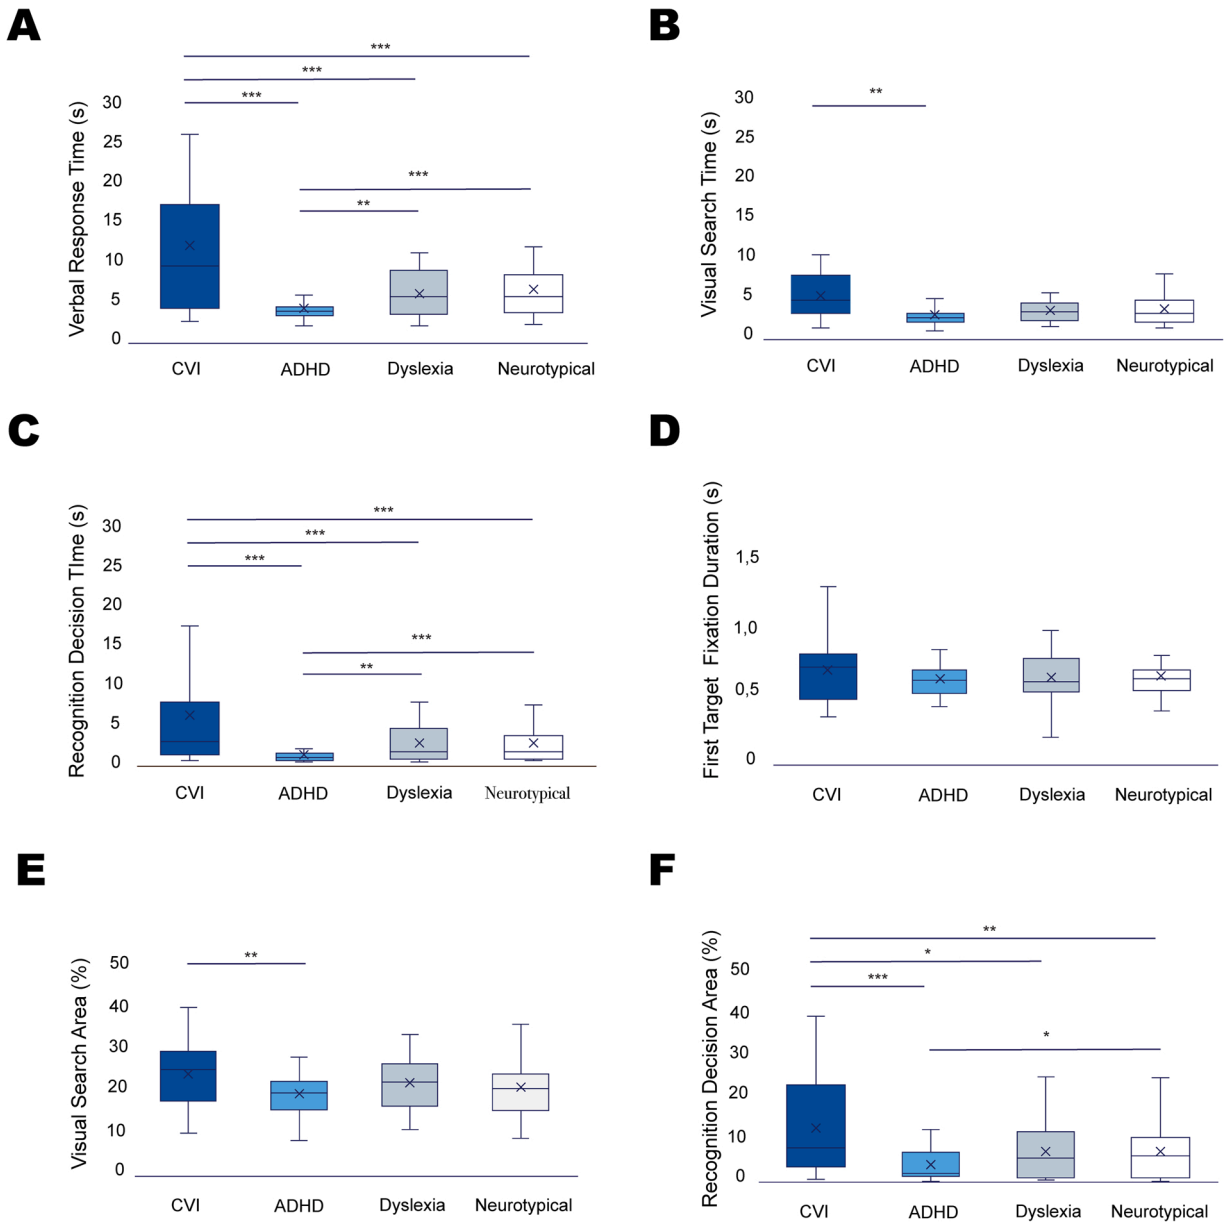 A
Verbal Response Time (s)
***
***
***
***
**
30
25
20
15
10
5
0
CVI
ADHD
Dyslexia
Neurotypical
B
Visual Search Time (s)
**
30
25
20
15
10
5
0
CVI
ADHD
Dyslexia
Neurotypical
C
Recognition Decision TIme (s)
***
***
***
***
**
30
25
20
15
10
5
0
CVI
ADHD
Dyslexia
Neurotypical
D
First Target Fixation Duration (s)
1,5
1,0
0,5
0
CVI
ADHD
Dyslexia
Neurotypical
E
Visual Search Area (%)
**
50
40
30
20
10
0
CVI
ADHD
Dyslexia
Neurotypical
F
Recognition Decision Area (%)
**
*
***
*
50
40
30
20
10
0
CVI
ADHD
Dyslexia
Neurotypical